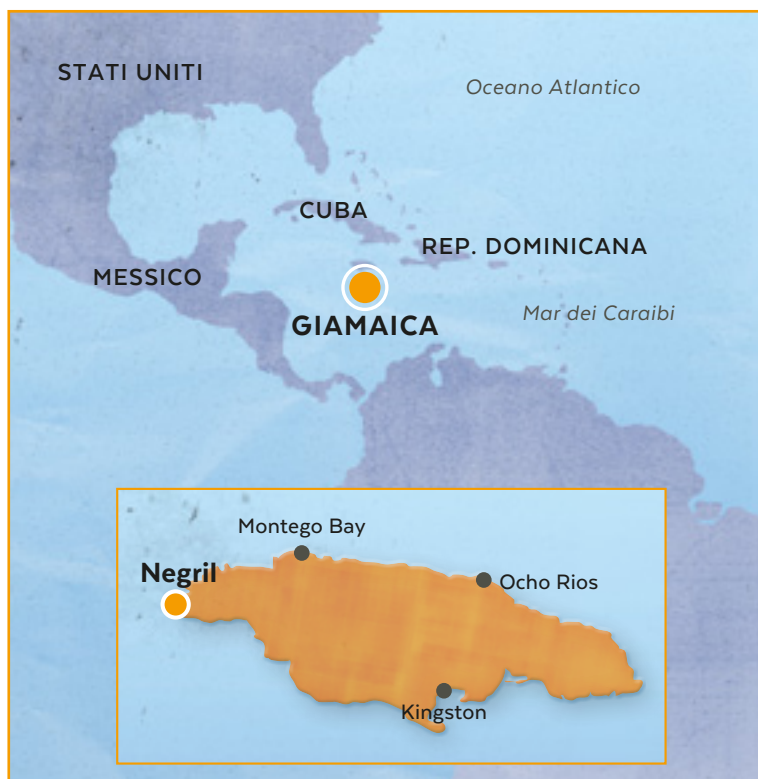 STATI UNITI
Oceano Atlantico
CUBA
REP. DOMINICANA
MESSICO
GIAMAICA
Mar dei Caraibi
Montego Bay
Negril
Ocho Rios
Kingston